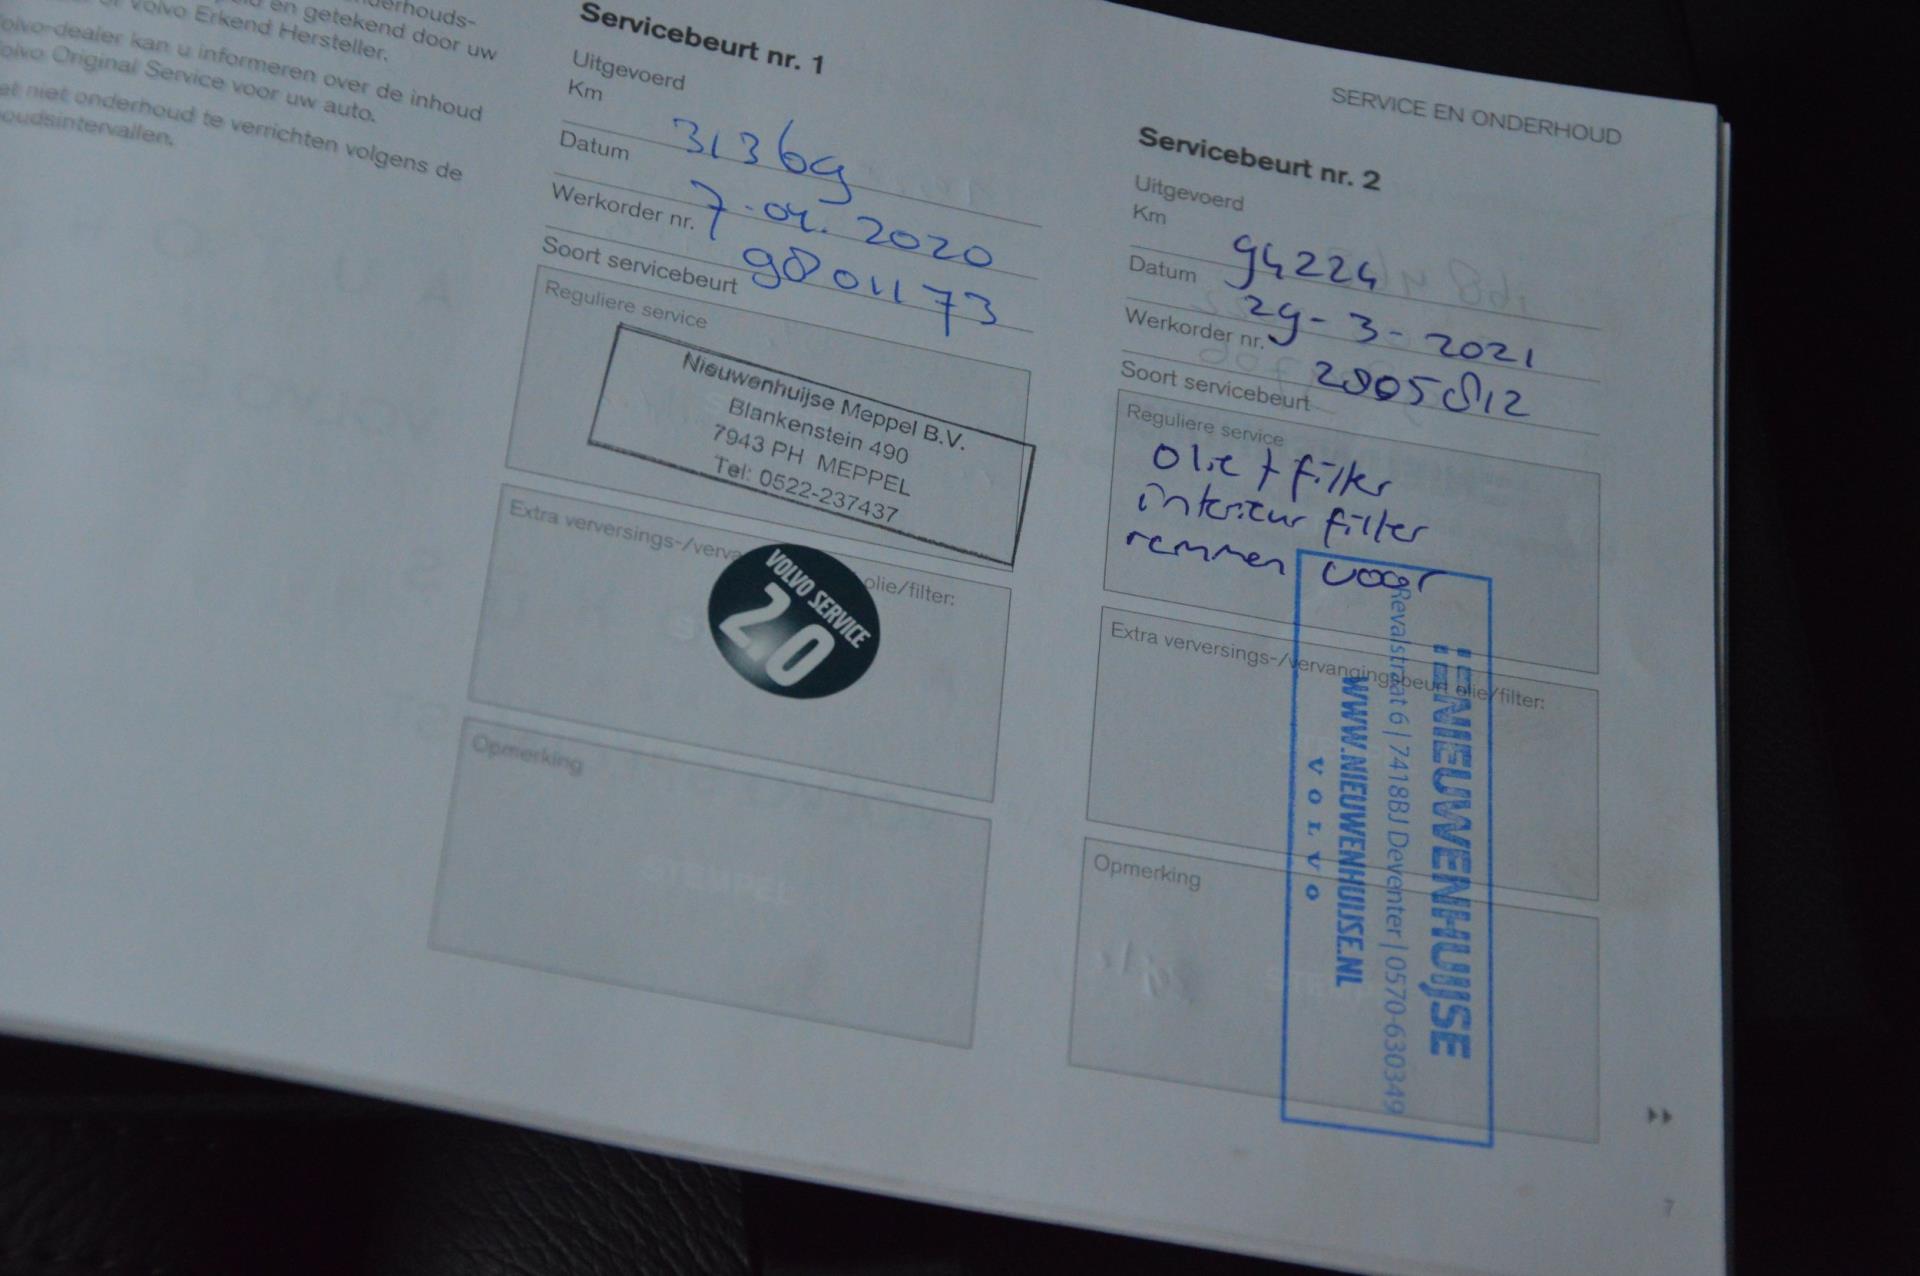 en getekend door uw
of Volvo Erkend Hersteller.
Volvo-dealer kan u informeren over de inhoud
Volvo Original Service voor uw auto.
niet onderhoud te verrichten volgens de
Servicebeurt nr. 1
Uitgevoerd
Km 31369
Datum 7-04-2020
Werkorder nr. 9801173
Soort servicebeurt
Reguliere service
Nieuwenhuijse Meppel B.V.
Blankenstein 490
7943 PH MEPPEL
Tel: 0522-237437
Extra verversings-/verva olie/filter:
VOLVO SERVICE
2.0
Opmerking
SERVICE EN ONDERHOUD
Servicebeurt nr. 2
Uitgevoerd
Km 94224
Datum 29-3-2021
Werkorder nr. 2005812
Soort servicebeurt
Reguliere service
olie + filter
interieur filter
remmen voor
Extra verversings-/vervangingsbeurt olie/filter:
Opmerking
NIEUWENHUIJSE
Revalstraat 6 | 7418BJ Deventer | 0570-630349
WWW.NIEUWENHUIJSE.NL
VOLVO
7